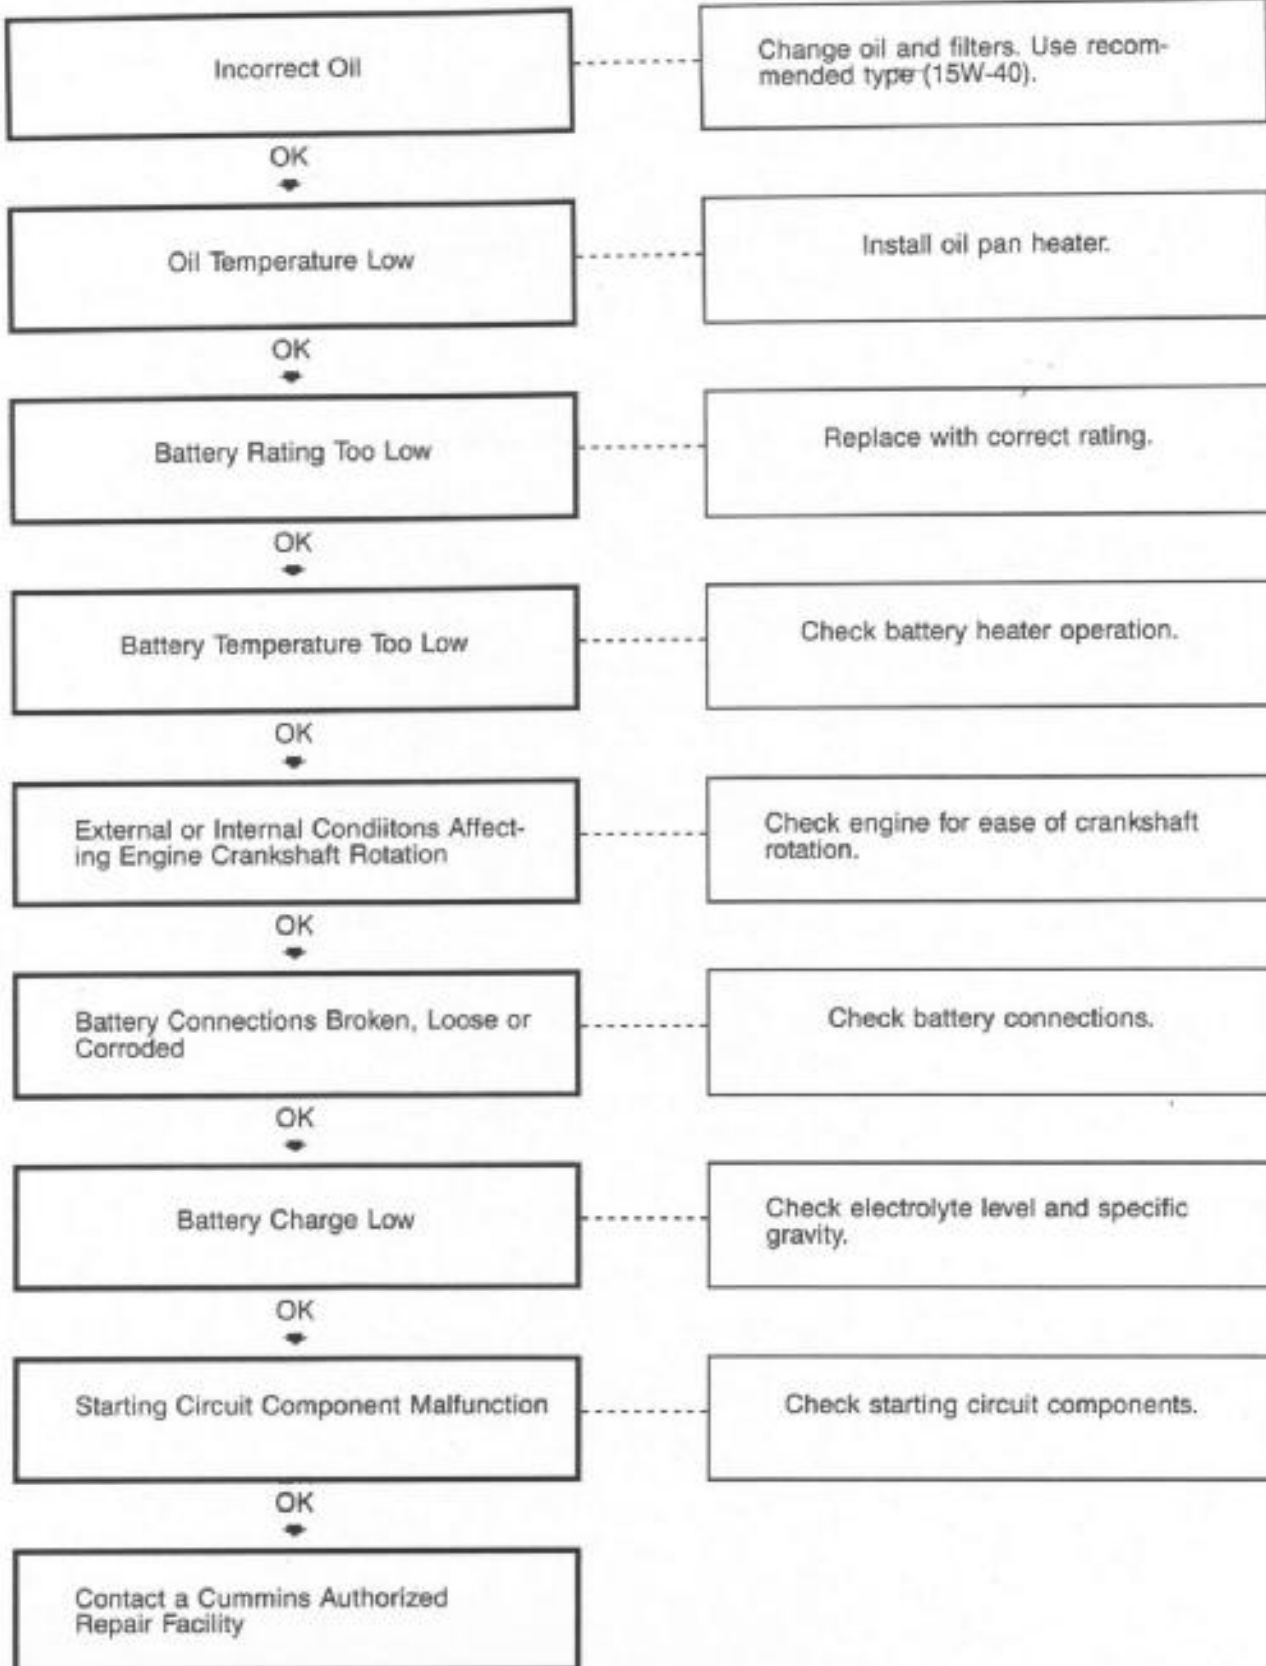 Incorrect Oil
Change oil and filters. Use recom-
mended type (15W-40).
OK
Oil Temperature Low
Install oil pan heater.
OK
Battery Rating Too Low
Replace with correct rating.
OK
Battery Temperature Too Low
Check battery heater operation.
OK
External or Internal Condiitons Affect-
ing Engine Crankshaft Rotation
Check engine for ease of crankshaft
rotation.
OK
Battery Connections Broken, Loose or
Corroded
Check battery connections.
OK
Battery Charge Low
Check electrolyte level and specific
gravity.
OK
Starting Circuit Component Malfunction
Check starting circuit components.
OK
Contact a Cummins Authorized
Repair Facility